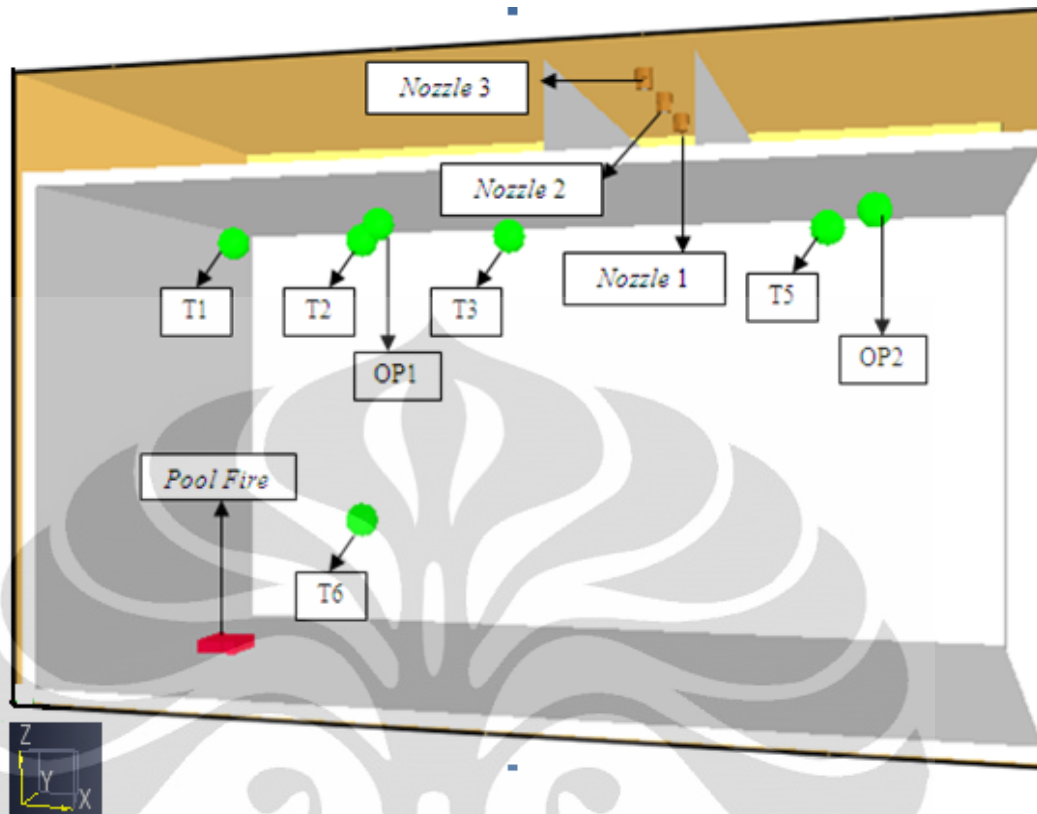 Nozzle 3
Nozzle 2
Nozzle 1
T1
T2
T3
T5
OP1
OP2
Pool Fire
T6
Z
Y
X